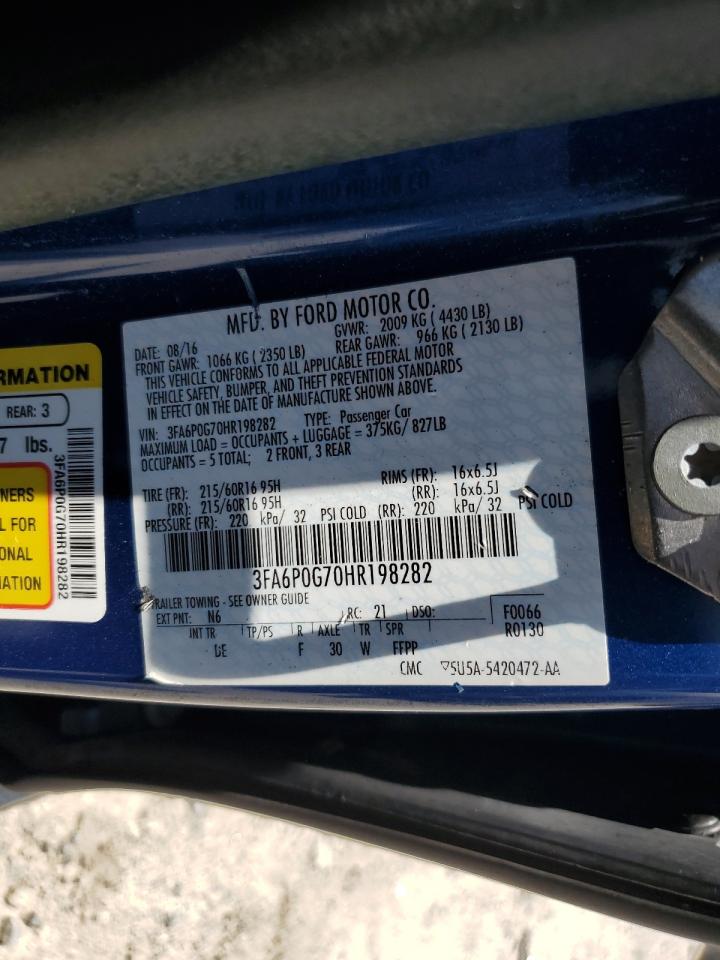 MFD. BY FORD MOTOR CO.
DATE: 08/16 GVWR: 2009 KG ( 4430 LB)
FRONT GAWR: 1066 KG ( 2350 LB) REAR GAWR: 966 KG ( 2130 LB)
THIS VEHICLE CONFORMS TO ALL APPLICABLE FEDERAL MOTOR
VEHICLE SAFETY, BUMPER, AND THEFT PREVENTION STANDARDS
IN EFFECT ON THE DATE OF MANUFACTURE SHOWN ABOVE.
VIN: 3FA6P0G70HR198282 TYPE: Passenger Car
MAXIMUM LOAD = OCCUPANTS + LUGGAGE = 375KG/ 827LB
OCCUPANTS = 5 TOTAL; 2 FRONT, 3 REAR
TIRE (FR): 215/60R16 95H RIMS (FR): 16x6.5J
(RR): 215/60R16 95H (RR): 16x6.5J
PRESSURE (FR): 220 kPa/ 32 PSI COLD (RR): 220 kPa/ 32 PSI COLD
3FA6P0G70HR198282
TRAILER TOWING - SEE OWNER GUIDE
EXT PNT: N6 RC: 21 DSO: F0066
INT TR TP/PS R AXLE TR SPR R0130
DE F 30 W FFPP
CMC 5U5A-5420472-AA
RMATION
REAR: 3
7 lbs.
NERS
L FOR
ONAL
ATION
3FA6P0G70HR198282